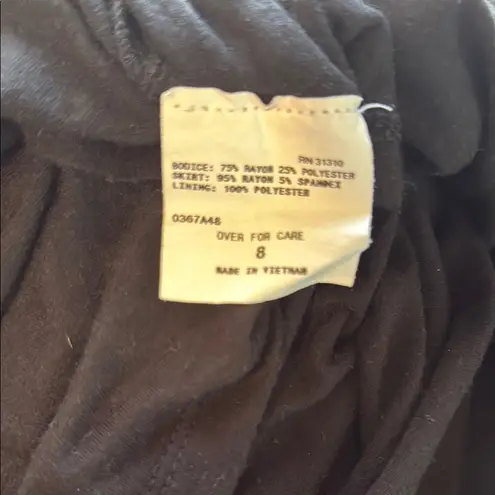 RN 31310
BODICE: 75% RAYON 25% POLYESTER
SKIRT: 95% RAYON 5% SPANDEX
LINING: 100% POLYESTER
0367A48
OVER FOR CARE
8
MADE IN VIETNAM